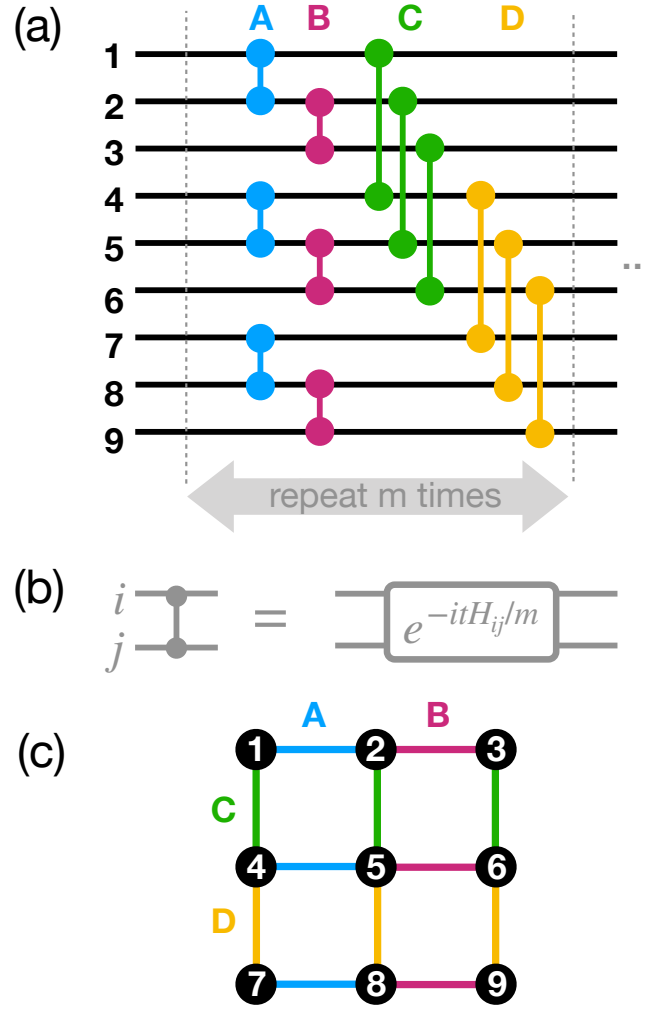 (a)
A B C D
1
2
3
4
5
6
7
8
9
..
repeat m times
(b)
i
j
=
e^{-itH_{ij}/m}
(c)
A B
1 2 3
C
4 5 6
D
7 8 9